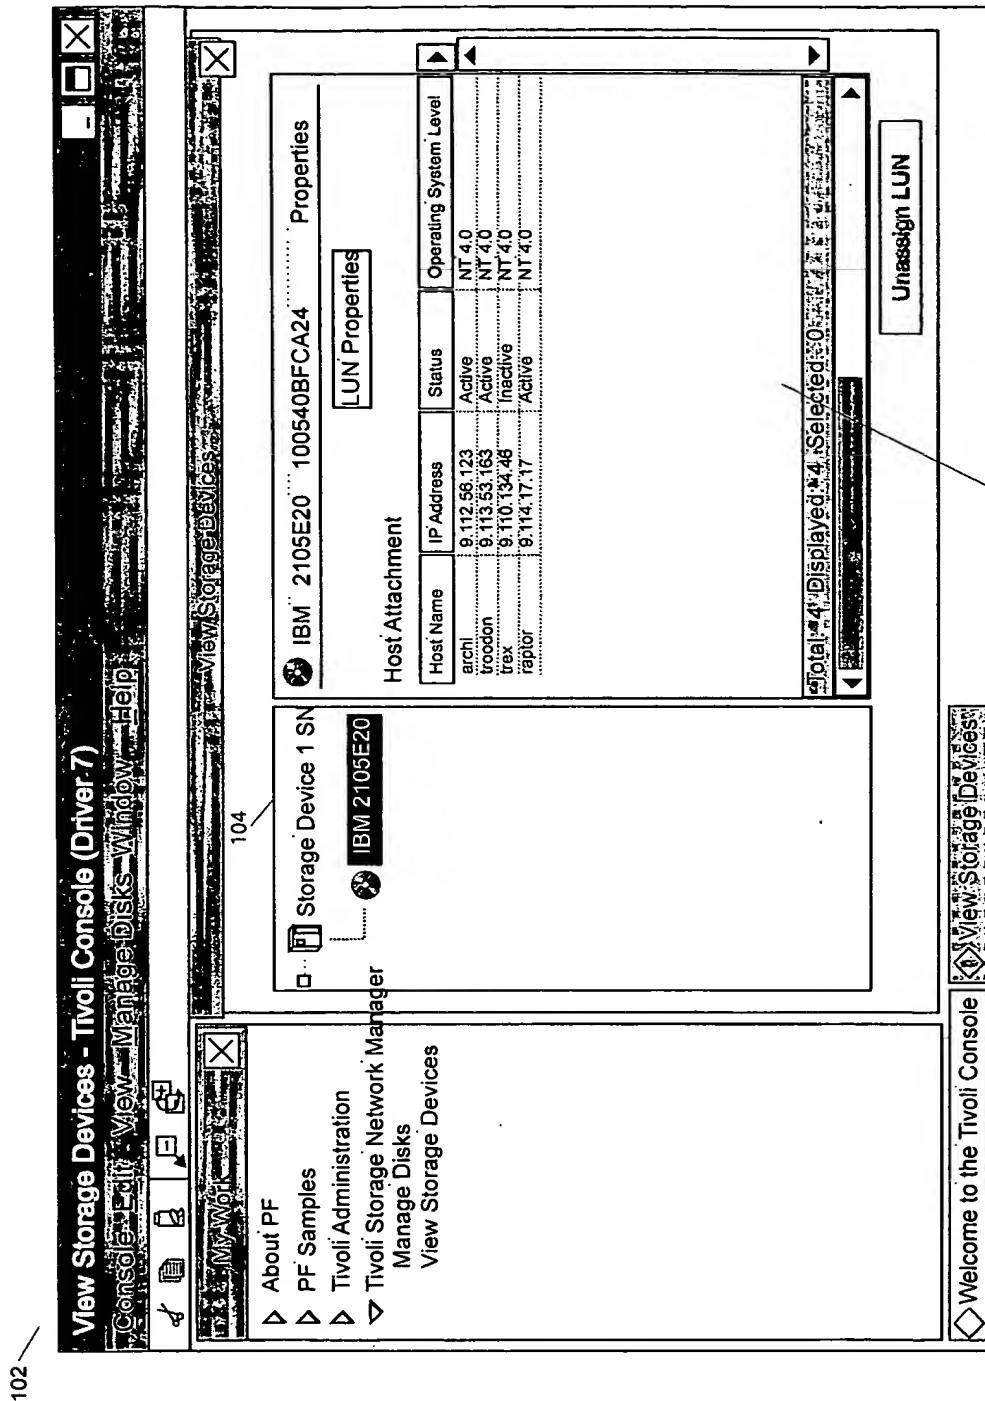 102
View Storage Devices - Tivoli Console (Driver 7)
Console Edit View Manage Disks Window Help
My Work
About PF
PF Samples
Tivoli Administration
Tivoli Storage Network Manager
Manage Disks
View Storage Devices
View Storage Devices
104
Storage Device 1 SN
IBM 2105E20
IBM 2105E20 100540BFCA24 Properties
LUN Properties
Host Attachment
Host Name IP Address Status Operating System Level
archi 9.112.56.123 Active NT 4.0
troodon 9.113.53.163 Active NT 4.0
trex 9.110.134.46 Inactive NT 4.0
raptor 9.114.17.17 Active NT 4.0
Total: 4 Displayed: 4 Selected: 0
Unassign LUN
Welcome to the Tivoli Console
View Storage Devices